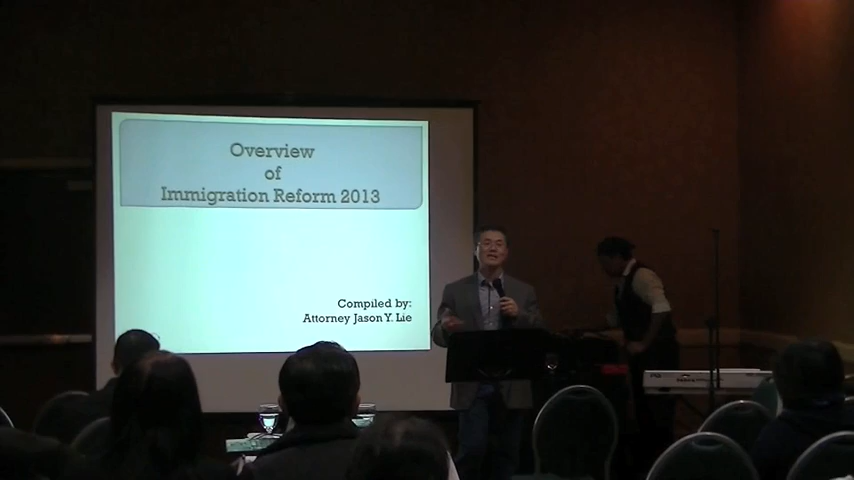 Overview
of
Immigration Reform 2013
Compiled by:
Attorney Jason Y. Lie